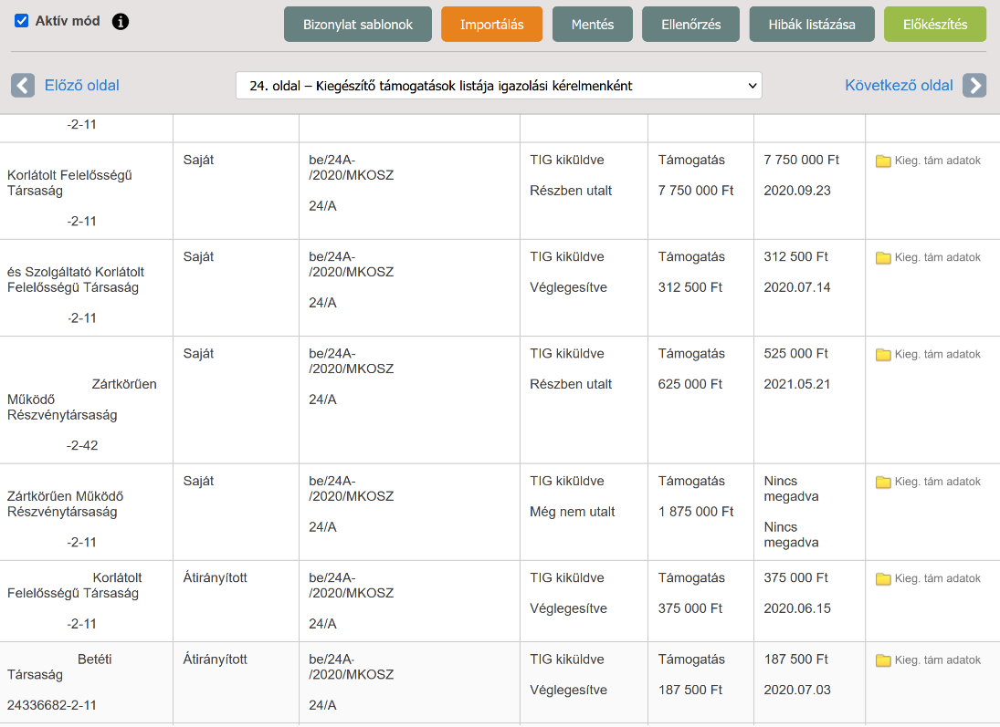 Aktív mód
Bizonylat sablonok
Importálás
Mentés
Ellenőrzés
Hibák listázása
Előkészítés
Előző oldal
24. oldal – Kiegészítő támogatások listája igazolási kérelmenként
Következő oldal
-2-11
Korlátolt Felelősségű
Társaság
-2-11
Saját
be/24A-
/2020/MKOSZ
24/A
TIG kiküldve
Részben utalt
Támogatás
7 750 000 Ft
7 750 000 Ft
2020.09.23
Kieg. tám adatok
és Szolgáltató Korlátolt
Felelősségű Társaság
-2-11
Saját
be/24A-
/2020/MKOSZ
24/A
TIG kiküldve
Véglegesítve
Támogatás
312 500 Ft
312 500 Ft
2020.07.14
Kieg. tám adatok
Zártkörűen
Működő
Részvénytársaság
-2-42
Saját
be/24A-
/2020/MKOSZ
24/A
TIG kiküldve
Részben utalt
Támogatás
625 000 Ft
525 000 Ft
2021.05.21
Kieg. tám adatok
Zártkörűen Működő
Részvénytársaság
-2-11
Saját
be/24A-
/2020/MKOSZ
24/A
TIG kiküldve
Még nem utalt
Támogatás
1 875 000 Ft
Nincs
megadva
Nincs
megadva
Kieg. tám adatok
Korlátolt
Felelősségű Társaság
-2-11
Átirányított
be/24A-
/2020/MKOSZ
24/A
TIG kiküldve
Véglegesítve
Támogatás
375 000 Ft
375 000 Ft
2020.06.15
Kieg. tám adatok
Betéti
Társaság
24336682-2-11
Átirányított
be/24A-
/2020/MKOSZ
24/A
TIG kiküldve
Véglegesítve
Támogatás
187 500 Ft
187 500 Ft
2020.07.03
Kieg. tám adatok